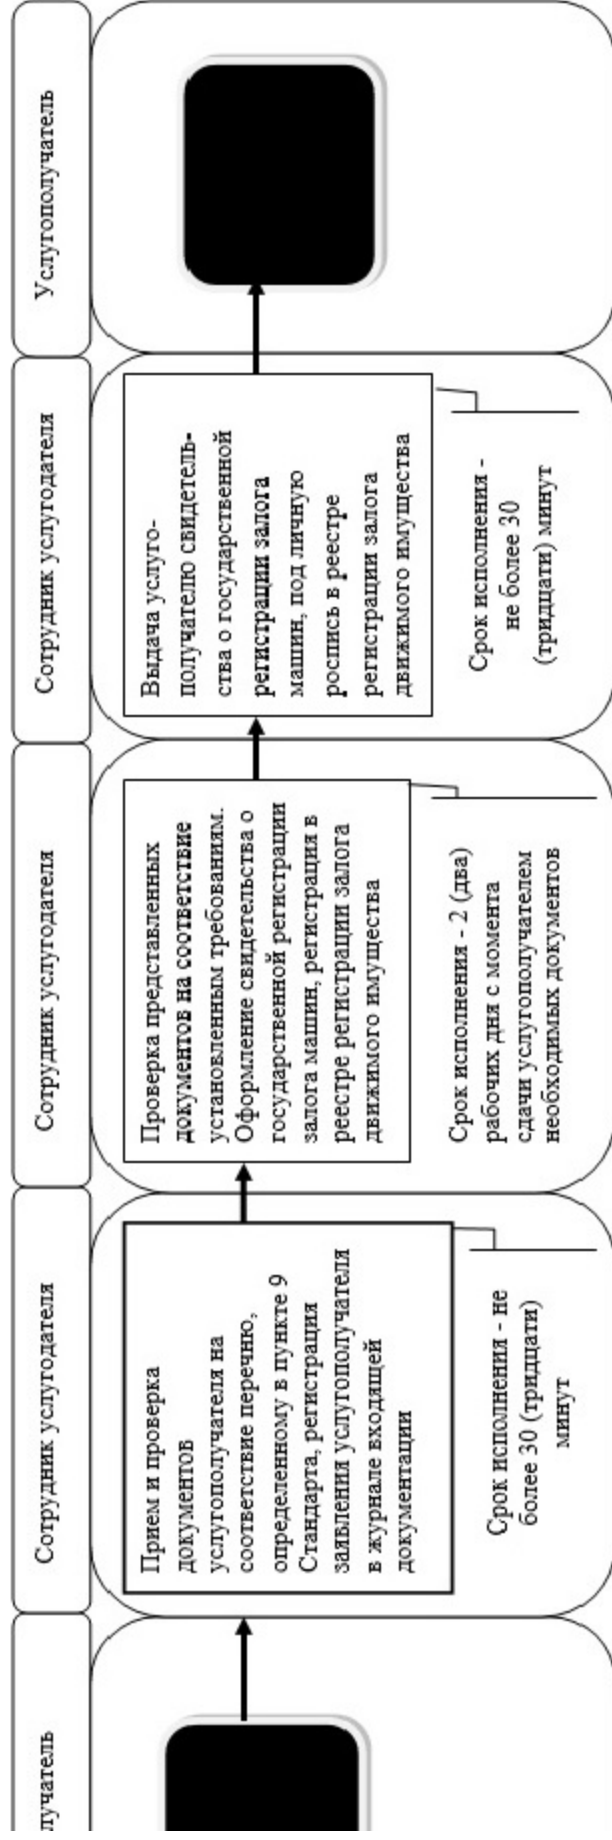 лучатель
Сотрудник услугодателя
Прием и проверка
документов
услугополучателя на
соответствие перечню,
определенному в пункте 9
Стандарта, регистрация
заявления услугополучателя
в журнале входящей
документации
Срок исполнения - не
более 30 (тридцати)
минут
Сотрудник услугодателя
Проверка представленных
документов на соответствие
установленным требованиям.
Оформление свидетельства о
государственной регистрации
залога машин, регистрация в
реестре регистрации залога
движимого имущества
Срок исполнения - 2 (два)
рабочих дня с момента
сдачи услугополучателем
необходимых документов
Сотрудник услугодателя
Выдача услуго-
получателю свидетель-
ства о государственной
регистрации залога
машин, под личную
роспись в реестре
регистрации залога
движимого имущества
Срок исполнения -
не более 30
(тридцати) минут
Услугополучатель